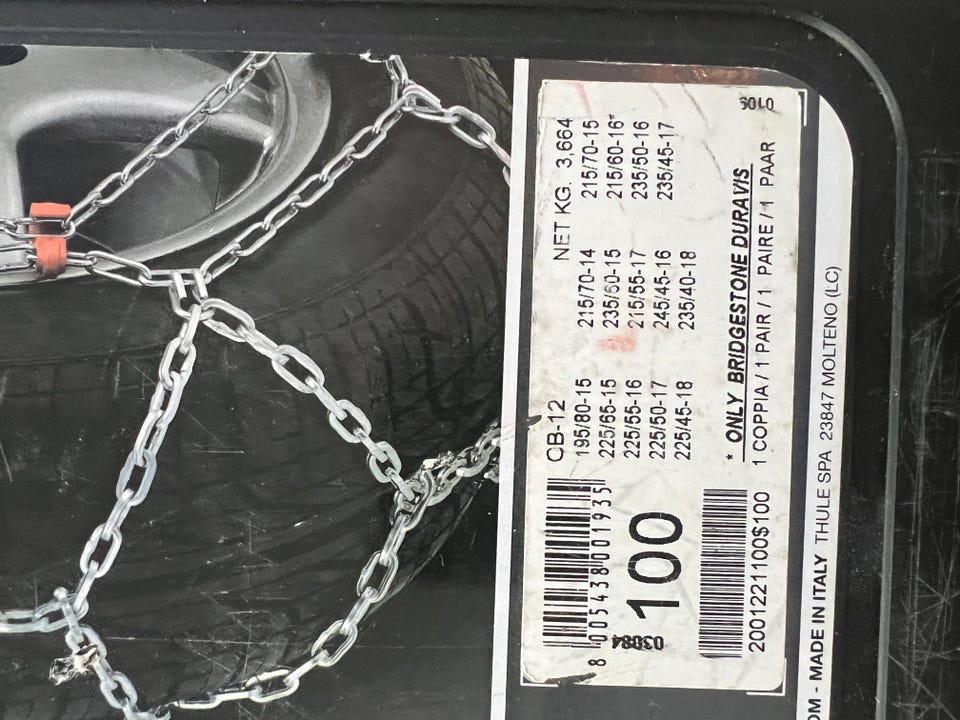 8 005438 001935
100
03084
2001221100$100
CB-12 NET KG. 3,664
195/80-15 215/70-14 215/70-15
225/65-15 235/60-15 215/60-16*
225/55-16 215/55-17 235/50-16
225/50-17 245/45-16 235/45-17
225/45-18 235/40-18
* ONLY BRIDGESTONE DURAVIS
1 COPPIA / 1 PAIR / 1 PAIRE / 1 PAAR
OM - MADE IN ITALY THULE SPA 23847 MOLTENO (LC)